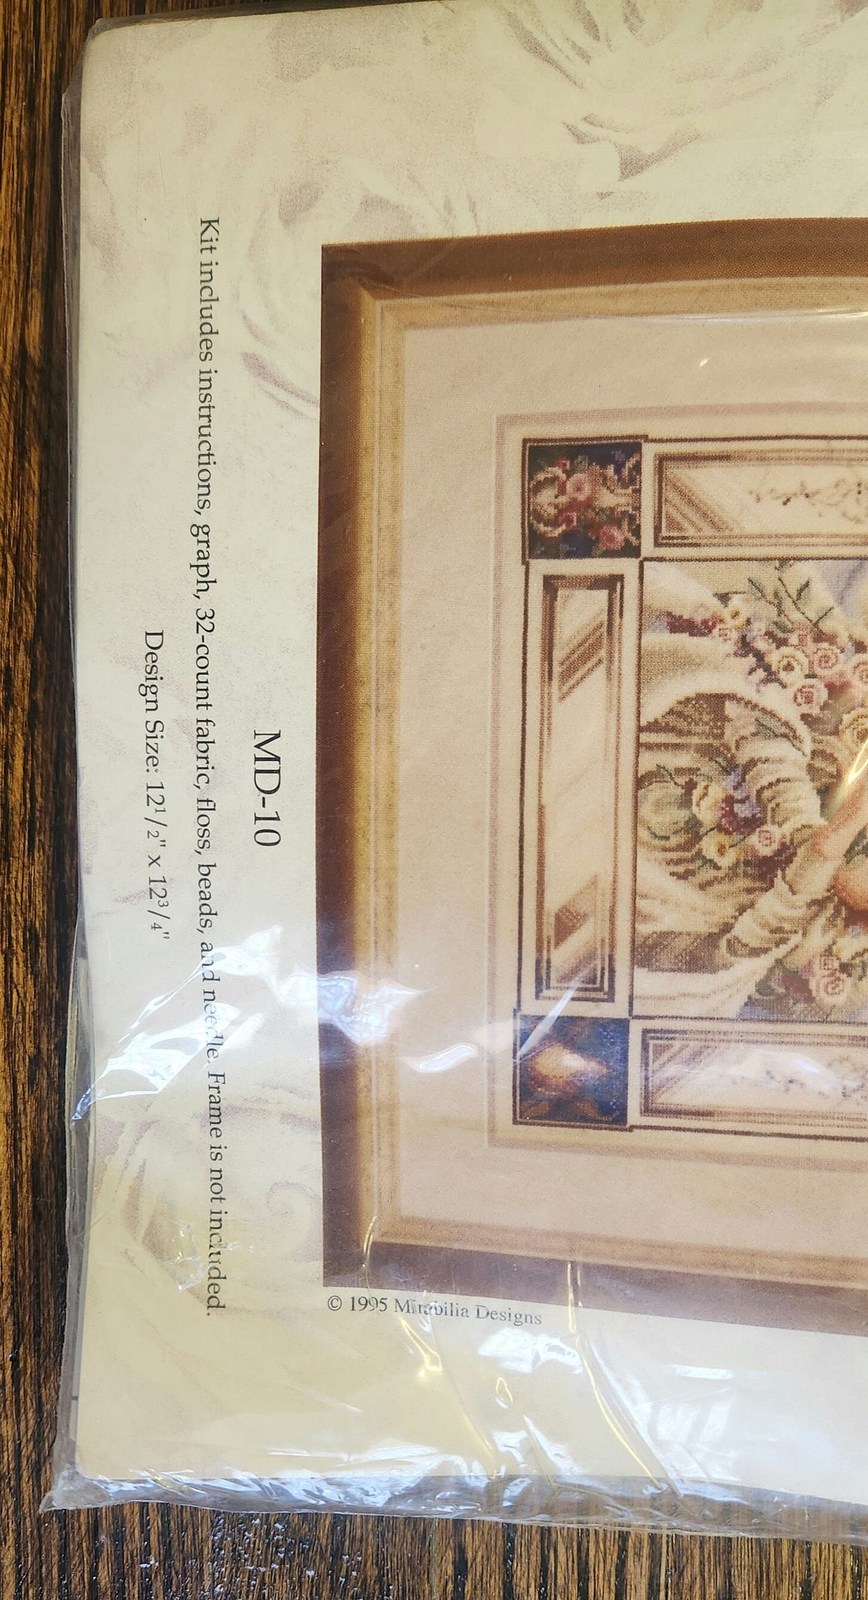 MD-10
Kit includes instructions, graph, 32-count fabric, floss, beads, and needle. Frame is not included.
Design Size: 12¹/₂" x 12³/₄"
© 1995 Mirabilia Designs